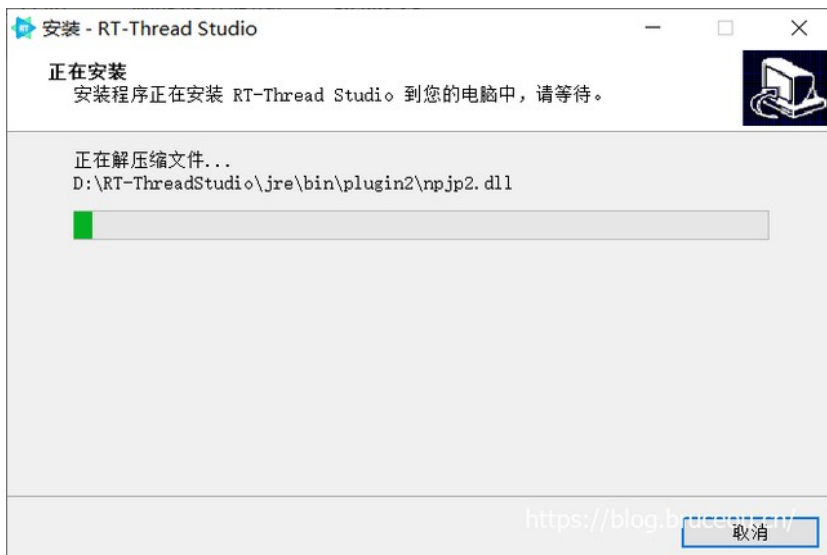 安装 - RT-Thread Studio
正在安装
安装程序正在安装 RT-Thread Studio 到您的电脑中，请等待。
正在解压缩文件...
D:\RT-ThreadStudio\jre\bin\plugin2\npjp2.dll
取消